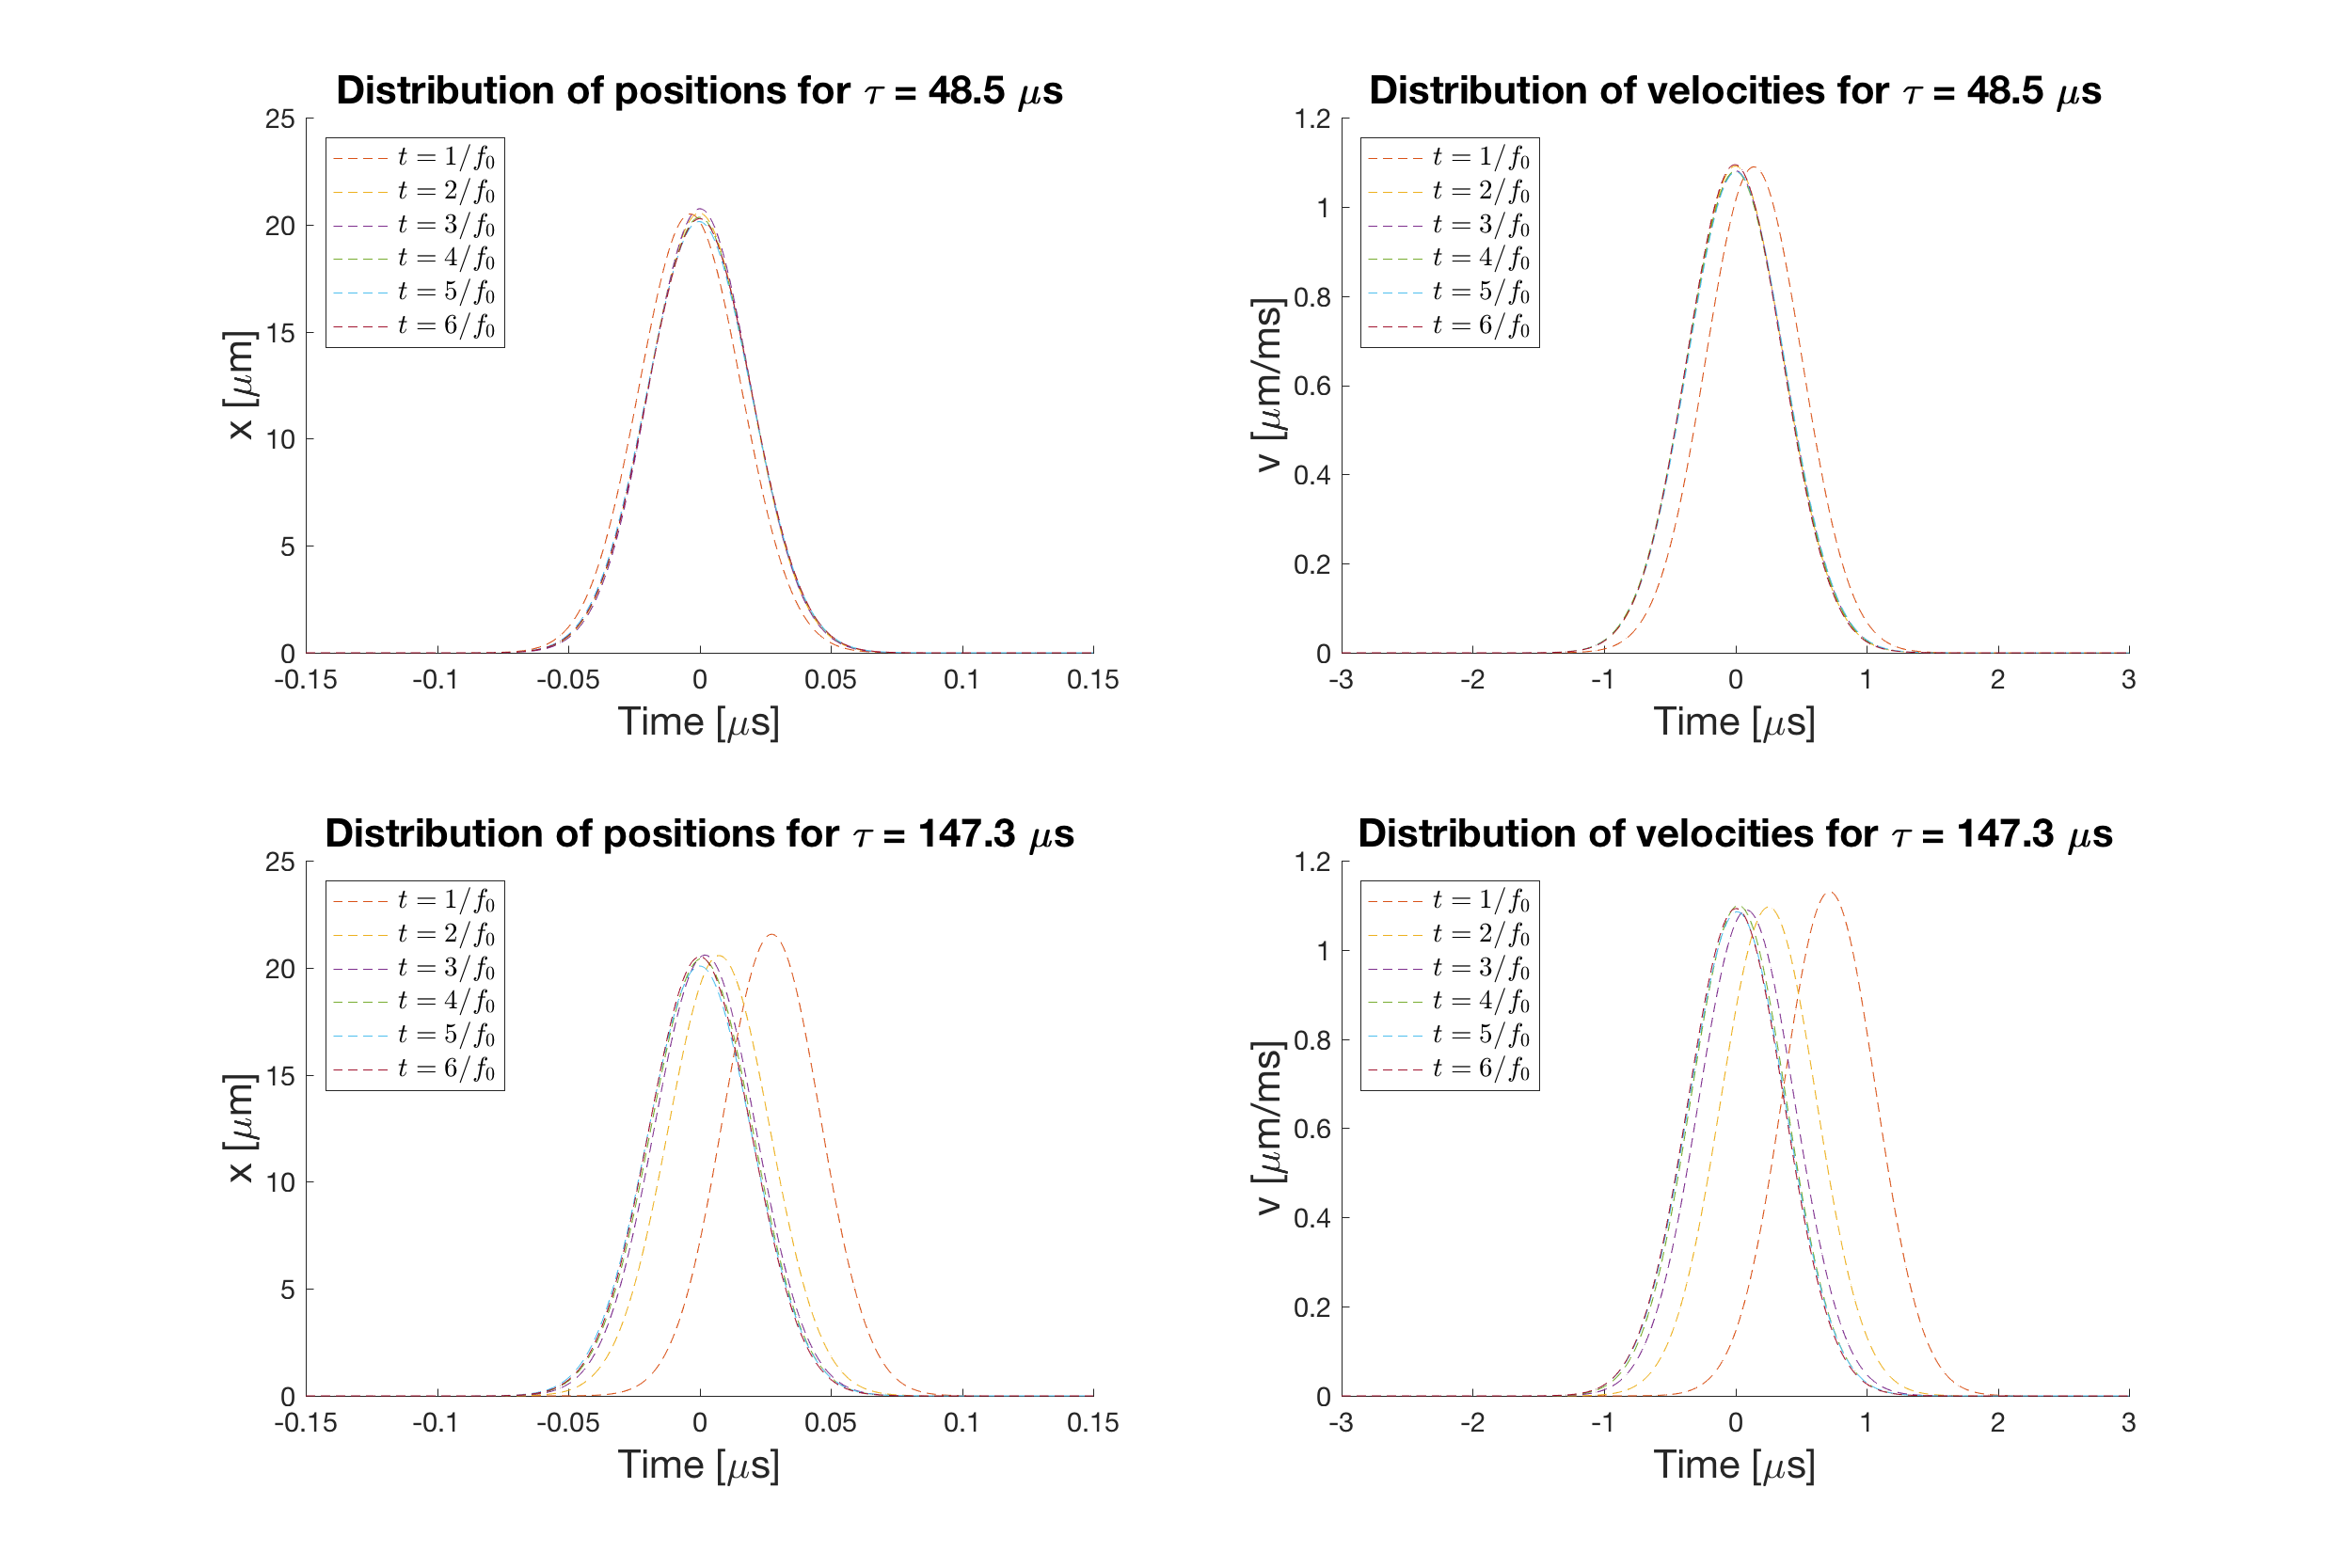 Distribution of positions for τ = 48.5 μs
25
20
15
10
5
0
x [μm]
t = 1/f₀
t = 2/f₀
t = 3/f₀
t = 4/f₀
t = 5/f₀
t = 6/f₀
-0.15 -0.1 -0.05 0 0.05 0.1 0.15
Time [μs]
Distribution of velocities for τ = 48.5 μs
1.2
1
0.8
0.6
0.4
0.2
0
v [μm/ms]
t = 1/f₀
t = 2/f₀
t = 3/f₀
t = 4/f₀
t = 5/f₀
t = 6/f₀
-3 -2 -1 0 1 2 3
Time [μs]
Distribution of positions for τ = 147.3 μs
25
20
15
10
5
0
x [μm]
t = 1/f₀
t = 2/f₀
t = 3/f₀
t = 4/f₀
t = 5/f₀
t = 6/f₀
-0.15 -0.1 -0.05 0 0.05 0.1 0.15
Time [μs]
Distribution of velocities for τ = 147.3 μs
1.2
1
0.8
0.6
0.4
0.2
0
v [μm/ms]
t = 1/f₀
t = 2/f₀
t = 3/f₀
t = 4/f₀
t = 5/f₀
t = 6/f₀
-3 -2 -1 0 1 2 3
Time [μs]